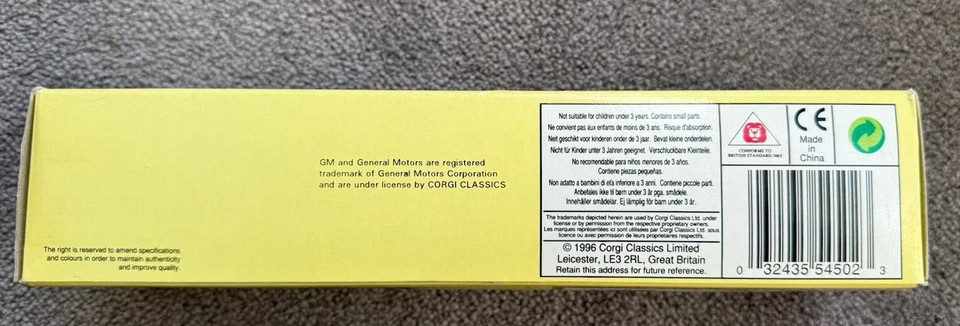 GM and General Motors are registered
trademark of General Motors Corporation
and are under license by CORGI CLASSICS
The right is reserved to amend specifications
and colours in order to maintain authenticity
and improve quality.
Not suitable for children under 3 years. Contains small parts.
Ne convient pas aux enfants de moins de 3 ans. Risque d'absorption.
Niet geschikt voor kinderen onder de 3 jaar. Bevat kleine onderdelen.
Nicht für Kinder unter 3 Jahren geeignet. Verschluckbare Kleinteile.
No recomendable para niños menores de 3 años.
Contiene piezas pequeñas.
Non adatto a bambini di età inferiore a 3 anni. Contiene piccole parti.
Anbefales ikke til børn under 3 år pga. smådele.
Innehåller smådelar. Ej lämplig för barn under 3 år.
The trademarks depicted herein are used by Corgi Classics Ltd. under
license or by permission from the respective proprietary owners.
Les marques représentées ici sont utilisées par Corgi Classics Ltd. sous
licence ou avec permission de leurs propriétaires respectifs.
© 1996 Corgi Classics Limited
Leicester, LE3 2RL, Great Britain
Retain this address for future reference.
CONFORMS TO
BRITISH STANDARD 5665
CE
Made
in
China
0 32435 54502 3